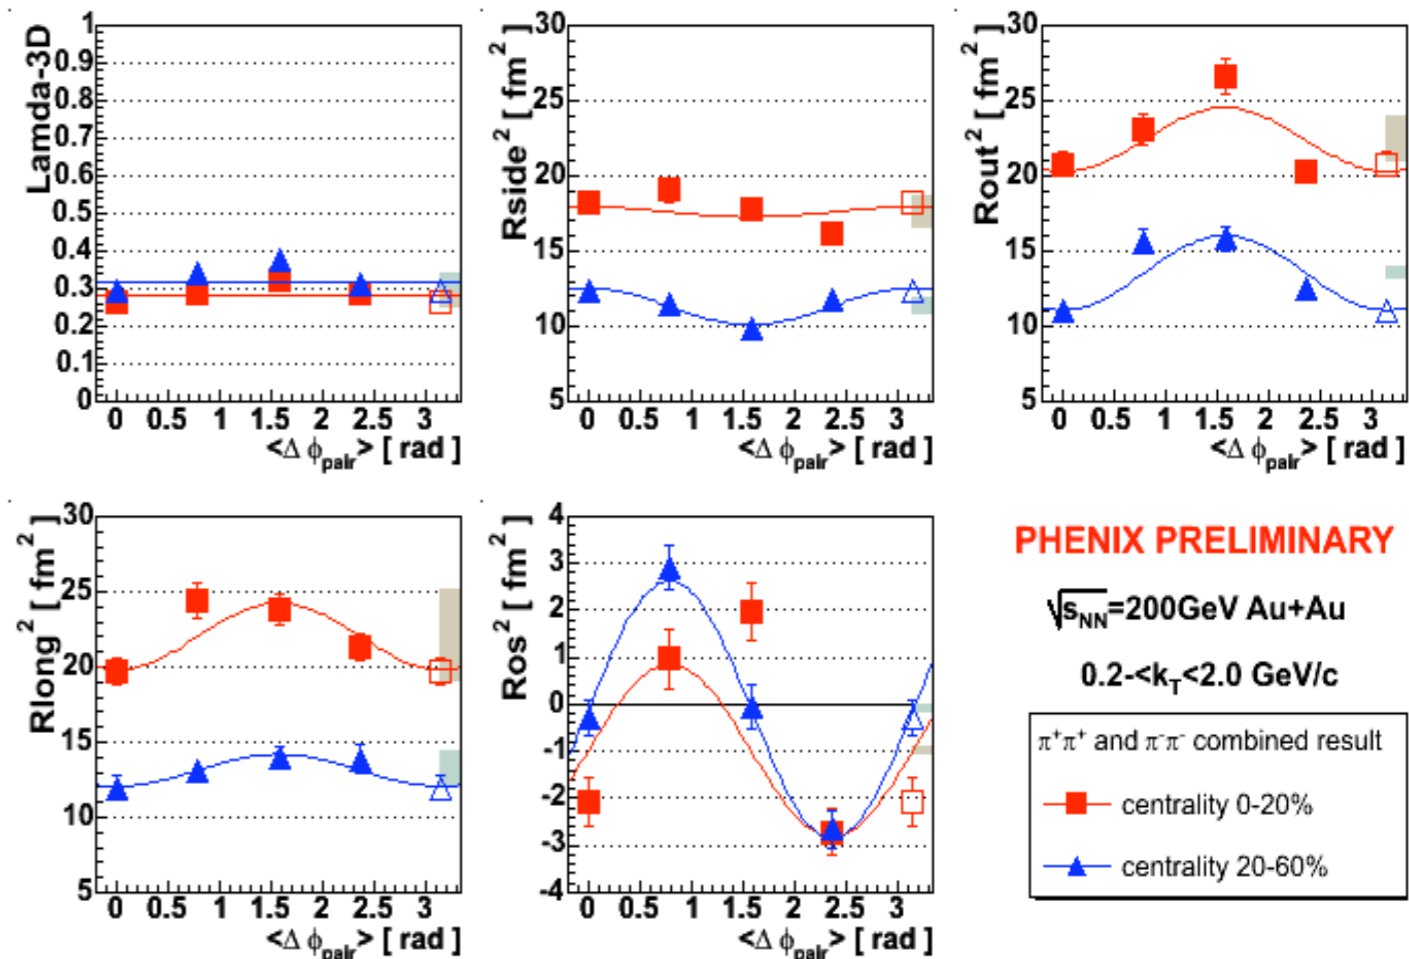 Lamda-3D
1
0.9
0.8
0.7
0.6
0.5
0.4
0.3
0.2
0.1
0
0 0.5 1 1.5 2 2.5 3
<Δ ϕpair> [ rad ]
Rside² [ fm² ]
30
25
20
15
10
5
0 0.5 1 1.5 2 2.5 3
<Δ ϕpair> [ rad ]
Rout² [ fm² ]
30
25
20
15
10
5
0 0.5 1 1.5 2 2.5 3
<Δ ϕpair> [ rad ]
Rlong² [ fm² ]
30
25
20
15
10
5
0 0.5 1 1.5 2 2.5 3
<Δ ϕpair> [ rad ]
Ros² [ fm² ]
4
3
2
1
0
-1
-2
-3
-4
0 0.5 1 1.5 2 2.5 3
<Δ ϕpair> [ rad ]
PHENIX PRELIMINARY
√sNN=200GeV Au+Au
0.2-<kT<2.0 GeV/c
π⁺π⁺ and π⁻π⁻ combined result
centrality 0-20%
centrality 20-60%